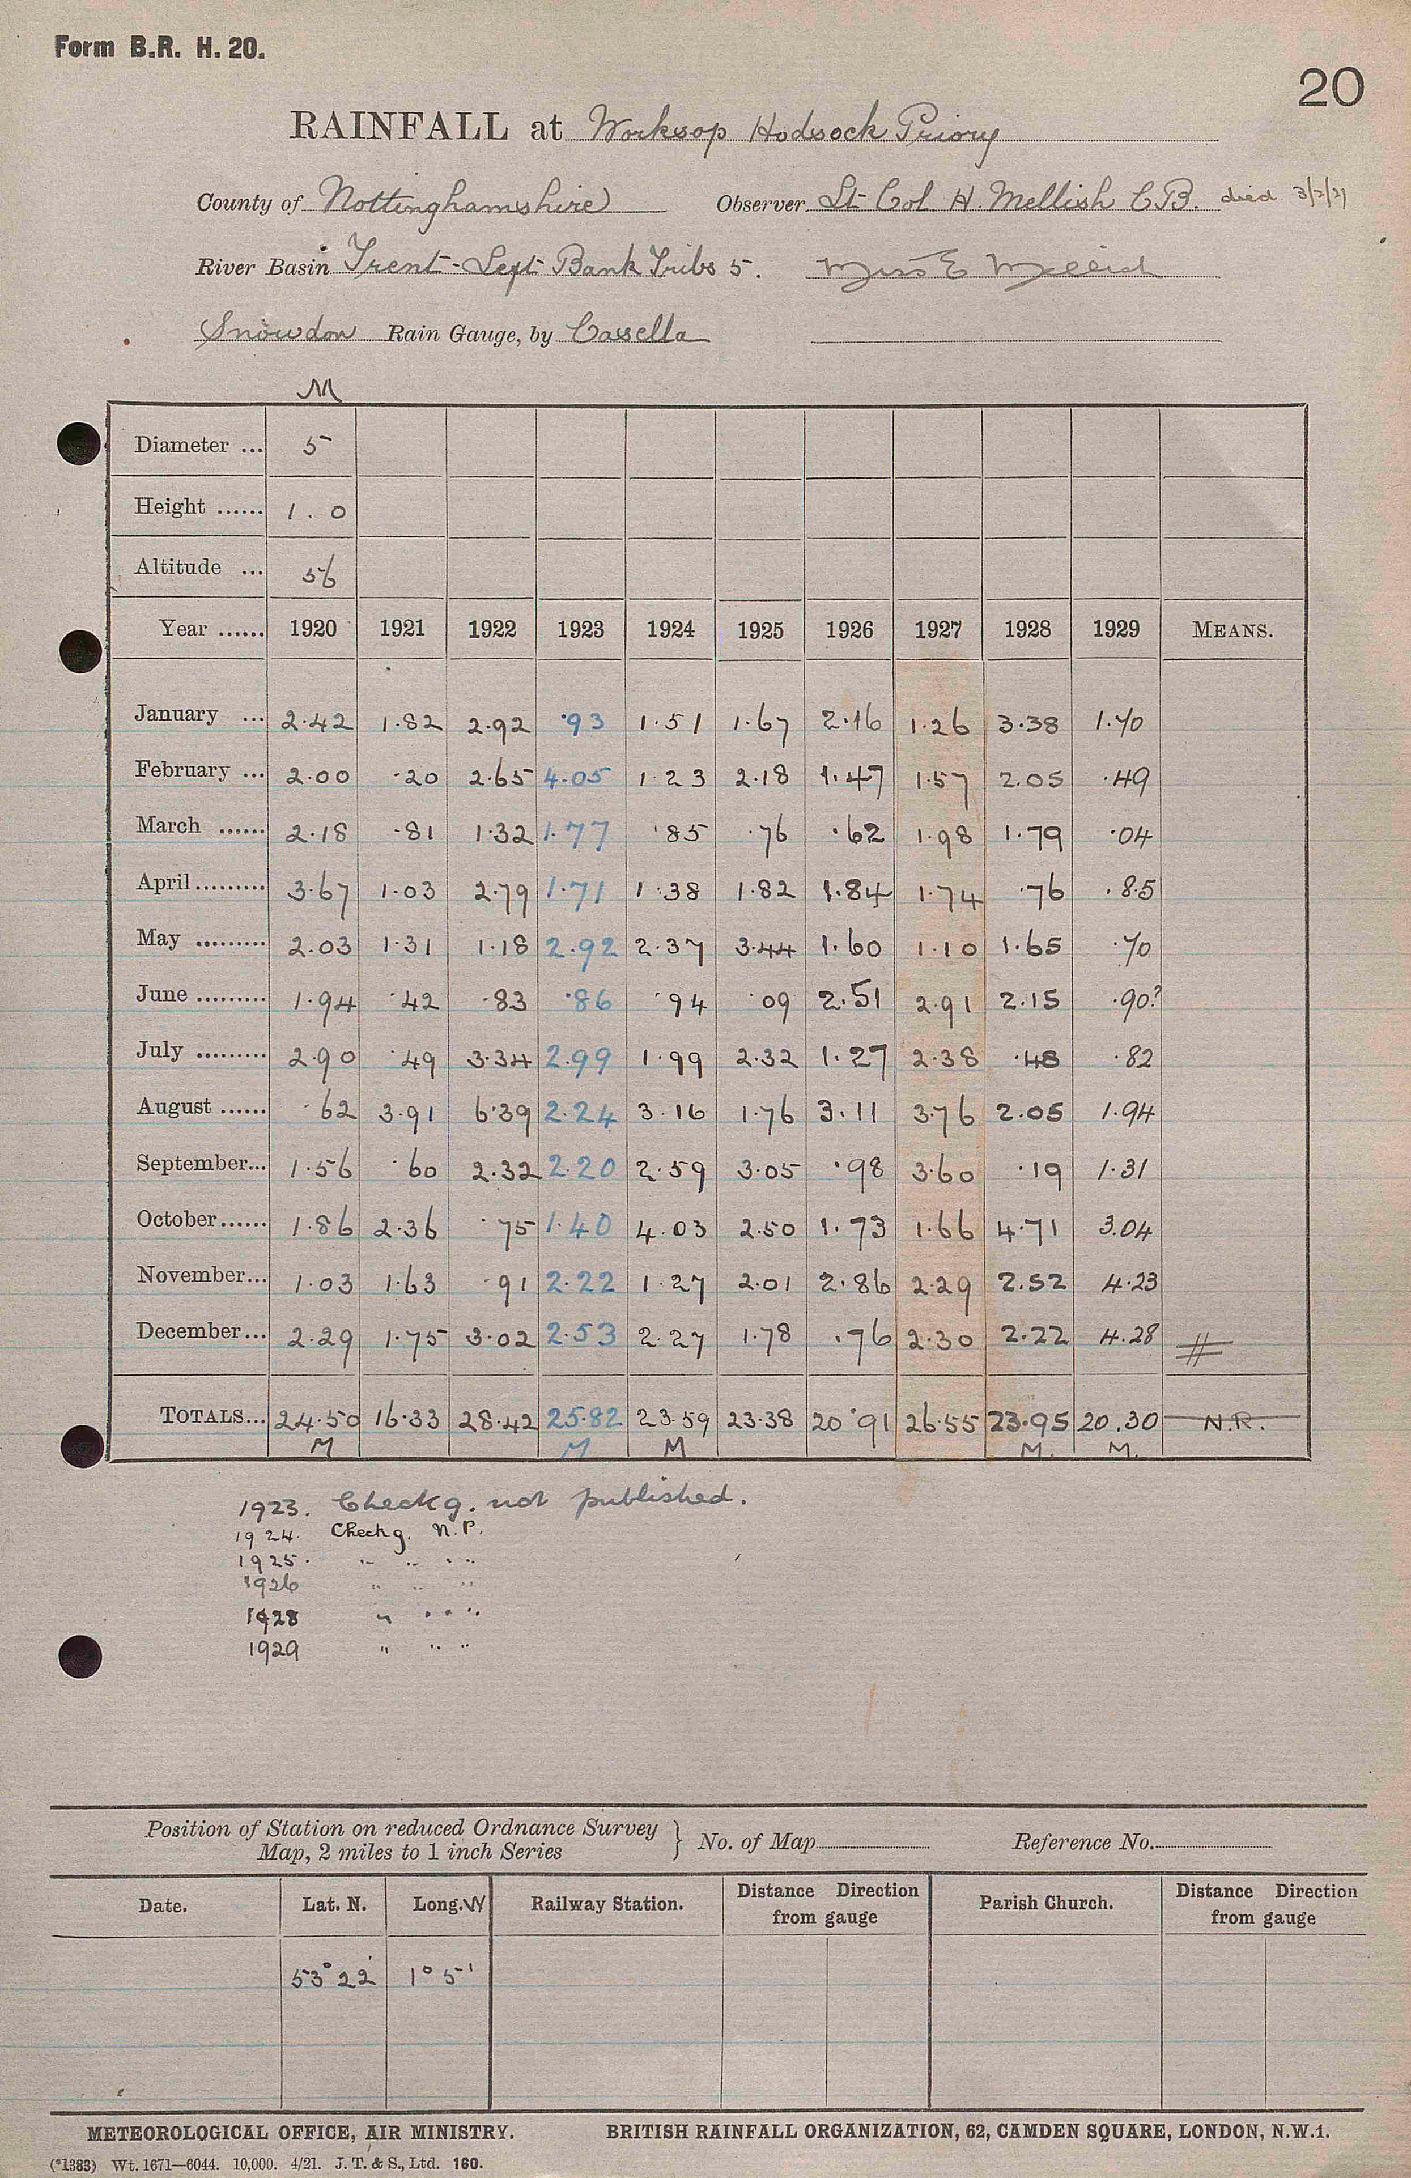 Form B.R. H. 20.
20
RAINFALL at Worksop Hodsock Priory
County of Nottinghamshire Observer Lt Col H. Mellish C.B. died 3/2/29
River Basin Trent - Left Bank Tribs 5. Miss E Mellish
Snowdon Rain Gauge, by Casella
M
Diameter ... 5
Height ...... 1.0
Altitude ... 56
Year ...... 1920 1921 1922 1923 1924 1925 1926 1927 1928 1929 MEANS.
January ... 2.42 1.82 2.92 .93 1.51 1.67 2.16 1.26 3.38 1.70
February ... 2.00 .20 2.65 4.05 1.23 2.18 1.47 1.57 2.05 .49
March ...... 2.18 .81 1.32 1.77 .85 .76 .62 1.98 1.79 .04
April ......... 3.67 1.03 2.79 1.71 1.38 1.82 1.84 1.74 .76 .85
May ......... 2.03 1.31 1.18 2.92 2.37 3.44 1.60 1.10 1.65 .70
June ......... 1.94 .42 .83 .86 .94 .09 2.51 2.91 2.15 .90?
July ......... 2.90 .49 3.34 2.99 1.99 2.32 1.27 2.38 .48 .82
August ...... .62 3.91 6.39 2.24 3.16 1.76 3.11 3.76 2.05 1.94
September... 1.56 .60 2.32 2.20 2.59 3.05 .98 3.60 .19 1.31
October ...... 1.86 2.36 .75 1.40 4.03 2.50 1.73 1.66 4.71 3.04
November... 1.03 1.63 .91 2.22 1.27 2.01 2.86 2.29 2.52 4.23
December... 2.29 1.75 3.02 2.53 2.27 1.78 .76 2.30 2.22 4.28
TOTALS... 24.50 16.33 28.42 25.82 23.59 23.38 20.91 26.55 23.95 20.30 N.R.
M M M M. M.
1923. Check g. not published.
1924. Check g. N.P.
1925. " " " "
1926 " " "
1928 " " " "
1929 " " "
Position of Station on reduced Ordnance Survey
Map, 2 miles to 1 inch Series } No. of Map Reference No.
Date. Lat. N. Long. W Railway Station. Distance Direction from gauge Parish Church. Distance Direction from gauge
53° 22' 1° 5'
METEOROLOGICAL OFFICE, AIR MINISTRY. BRITISH RAINFALL ORGANIZATION, 62, CAMDEN SQUARE, LONDON, N.W.1.
(*1383) Wt. 1671—6044. 10,000. 4/21. J. T. & S., Ltd. 160.